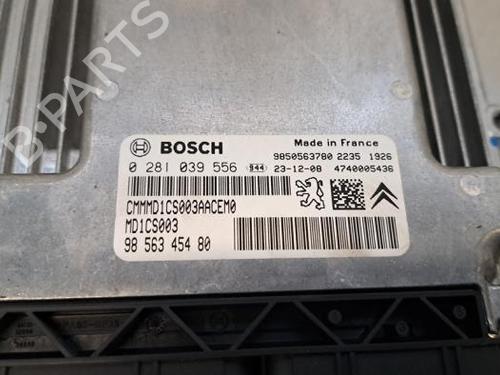 B-PARTS
BOSCH
Made in France
9850563780 2235 1926
0 281 039 556 944 23-12-08 4740005436
CMMMD1CS003AACEM0
MD1CS003
98 563 454 80